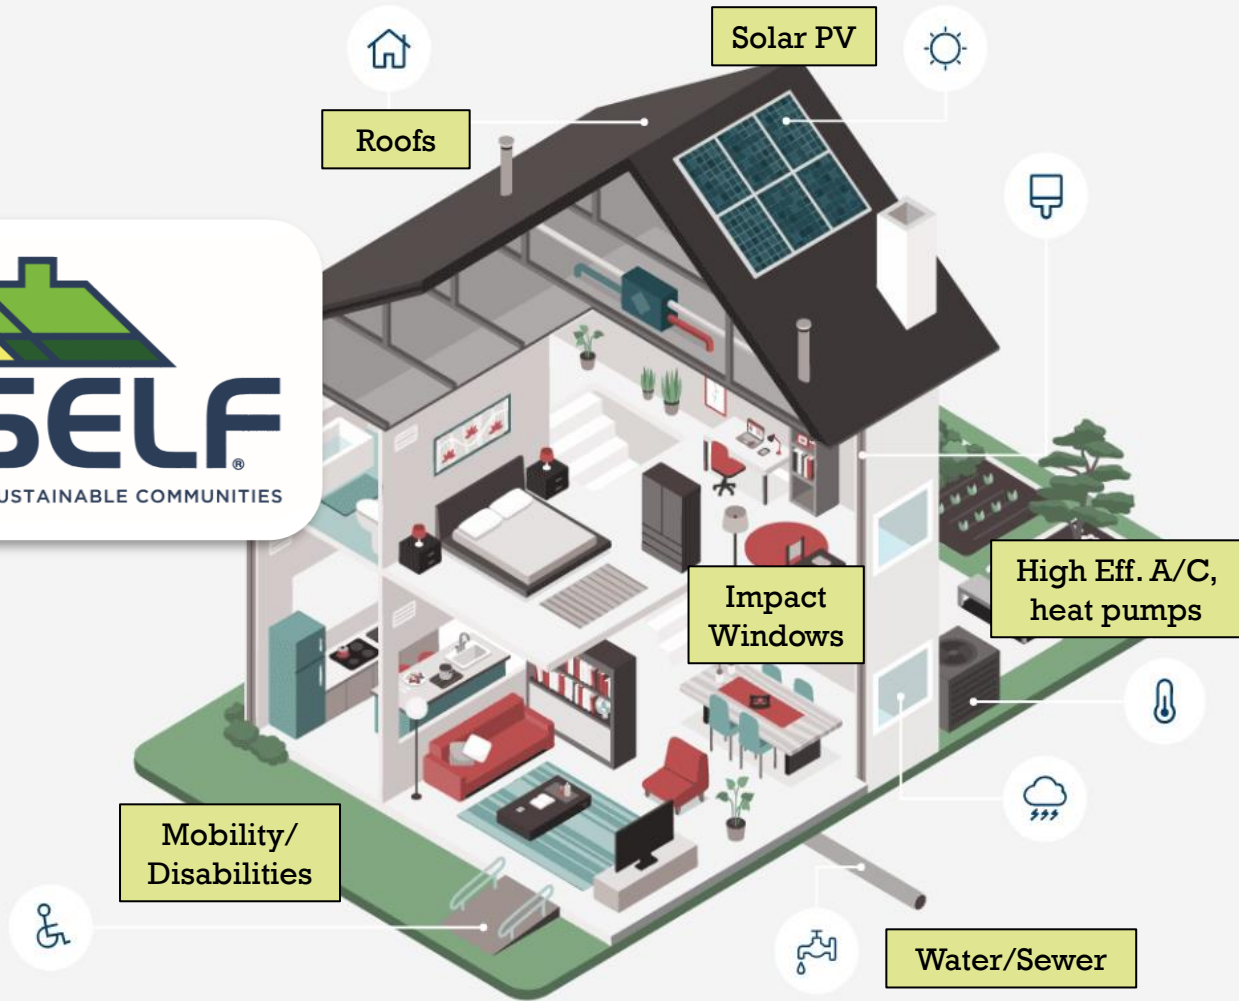 Solar PV
Roofs
SELF®
USTAINABLE COMMUNITIES
High Eff. A/C,
heat pumps
Impact
Windows
Mobility/
Disabilities
Water/Sewer